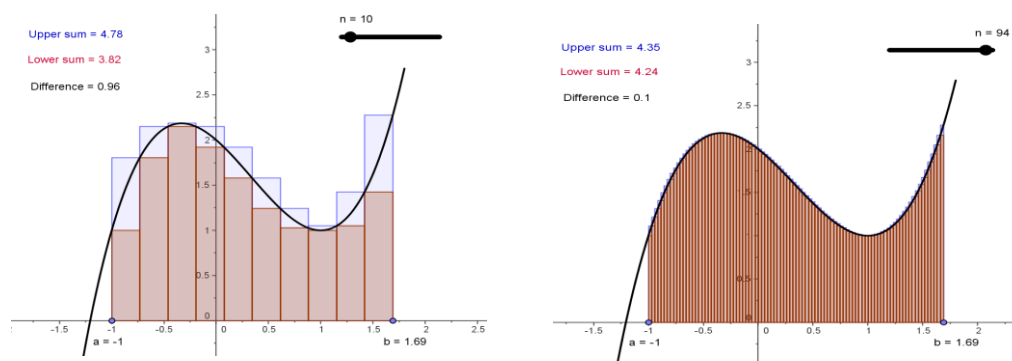 n = 10
Upper sum = 4.78
Lower sum = 3.82
Difference = 0.96
3
2.5
2
1.5
1
0.5
0
-1.5
-1
-0.5
0
0.5
1
1.5
2
2.5
a = -1
b = 1.69
n = 94
Upper sum = 4.35
Lower sum = 4.24
Difference = 0.1
3
2.5
2
1.5
1
0.5
0
-1.5
-1
-0.5
0
0.5
1
1.5
2
a = -1
b = 1.69